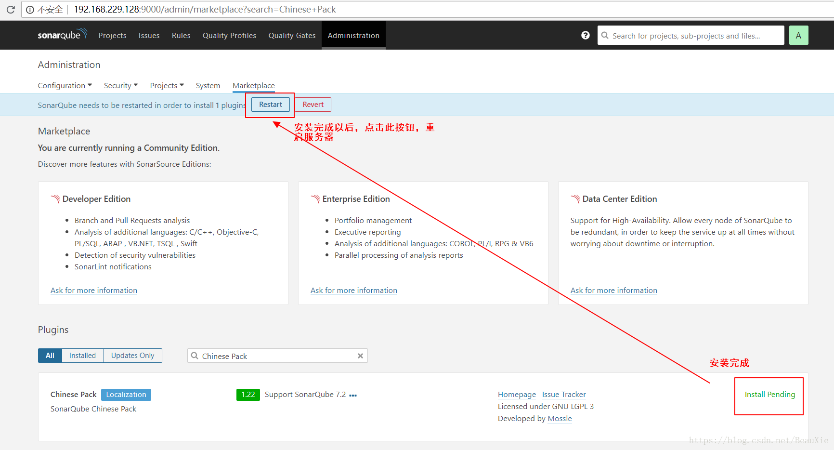 不安全 | 192.168.229.128:9000/admin/marketplace?search=Chinese+Pack
sonarqube Projects Issues Rules Quality Profiles Quality Gates Administration ? Search for projects, sub-projects and files... A
Administration
Configuration Security Projects System Marketplace
SonarQube needs to be restarted in order to install 1 plugins Restart Revert
安装完成以后，点击此按钮，重
启服务器
Marketplace
You are currently running a Community Edition.
Discover more features with SonarSource Editions:
Developer Edition
Branch and Pull Requests analysis
Analysis of additional languages: C/C++, Objective-C,
PL/SQL, ABAP, VB.NET, TSQL, Swift
Detection of security vulnerabilities
SonarLint notifications
Ask for more information
Enterprise Edition
Portfolio management
Executive reporting
Analysis of additional languages: COBOL, PL/I, RPG & VB6
Parallel processing of analysis reports
Ask for more information
Data Center Edition
Support for High-Availability. Allow every node of SonarQube to
be redundant, in order to keep the service up at all times without
worrying about downtime or interruption.
Ask for more information
Plugins
All Installed Updates Only Chinese Pack
安装完成
Chinese Pack Localization 1.22 Support SonarQube 7.2 ••• Homepage Issue Tracker Install Pending
SonarQube Chinese Pack Licensed under GNU LGPL 3
Developed by Mossle